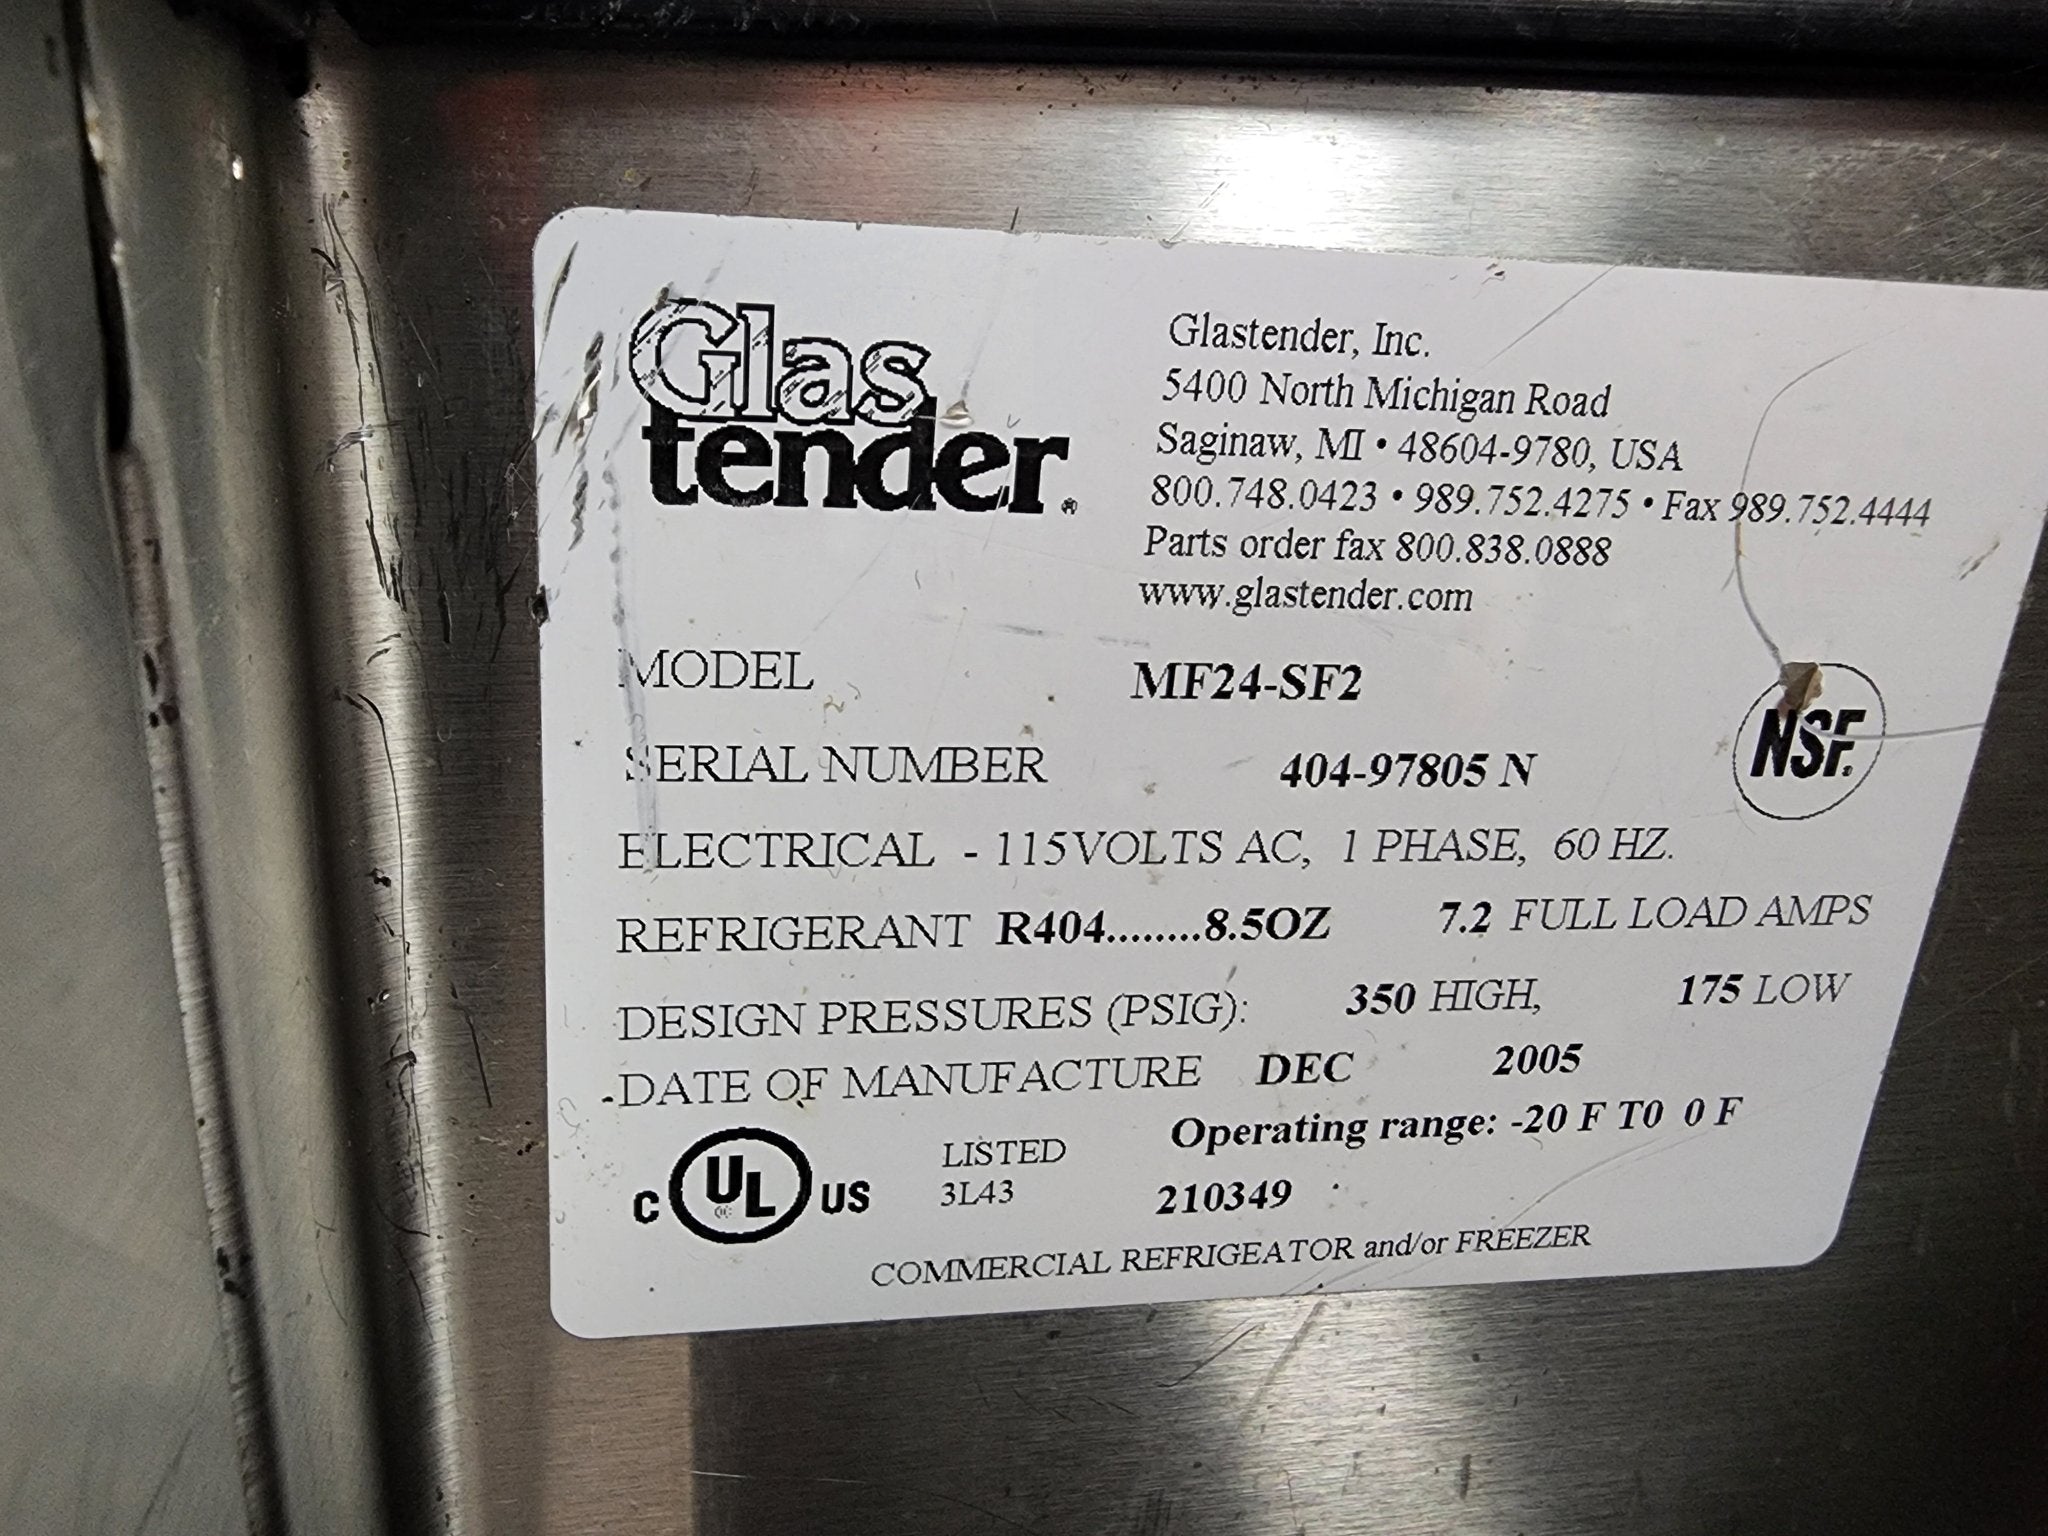 Glas
tender®
Glastender, Inc.
5400 North Michigan Road
Saginaw, MI • 48604-9780, USA
800.748.0423 • 989.752.4275 • Fax 989.752.4444
Parts order fax 800.838.0888
www.glastender.com
MODEL MF24-SF2
SERIAL NUMBER 404-97805 N
NSF®
ELECTRICAL - 115VOLTS AC, 1 PHASE, 60 HZ.
REFRIGERANT R404........8.5OZ 7.2 FULL LOAD AMPS
DESIGN PRESSURES (PSIG): 350 HIGH, 175 LOW
DATE OF MANUFACTURE DEC 2005
Operating range: -20 F T0 0 F
C UL US LISTED
3L43 210349
COMMERCIAL REFRIGEATOR and/or FREEZER